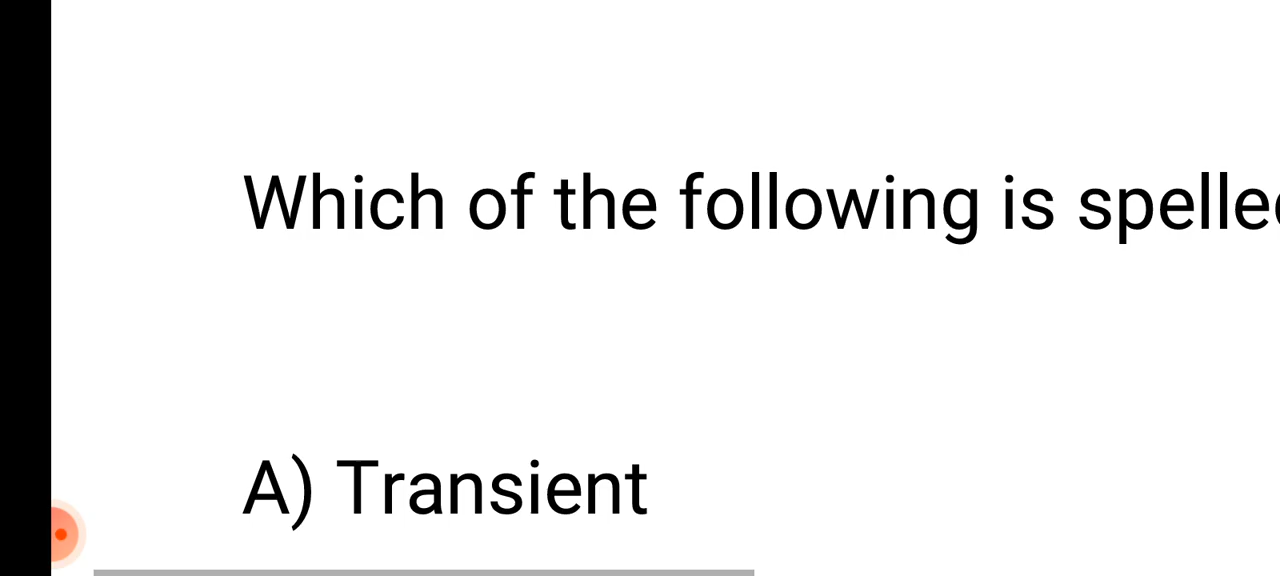 Which of the following is spelled
A) Transient